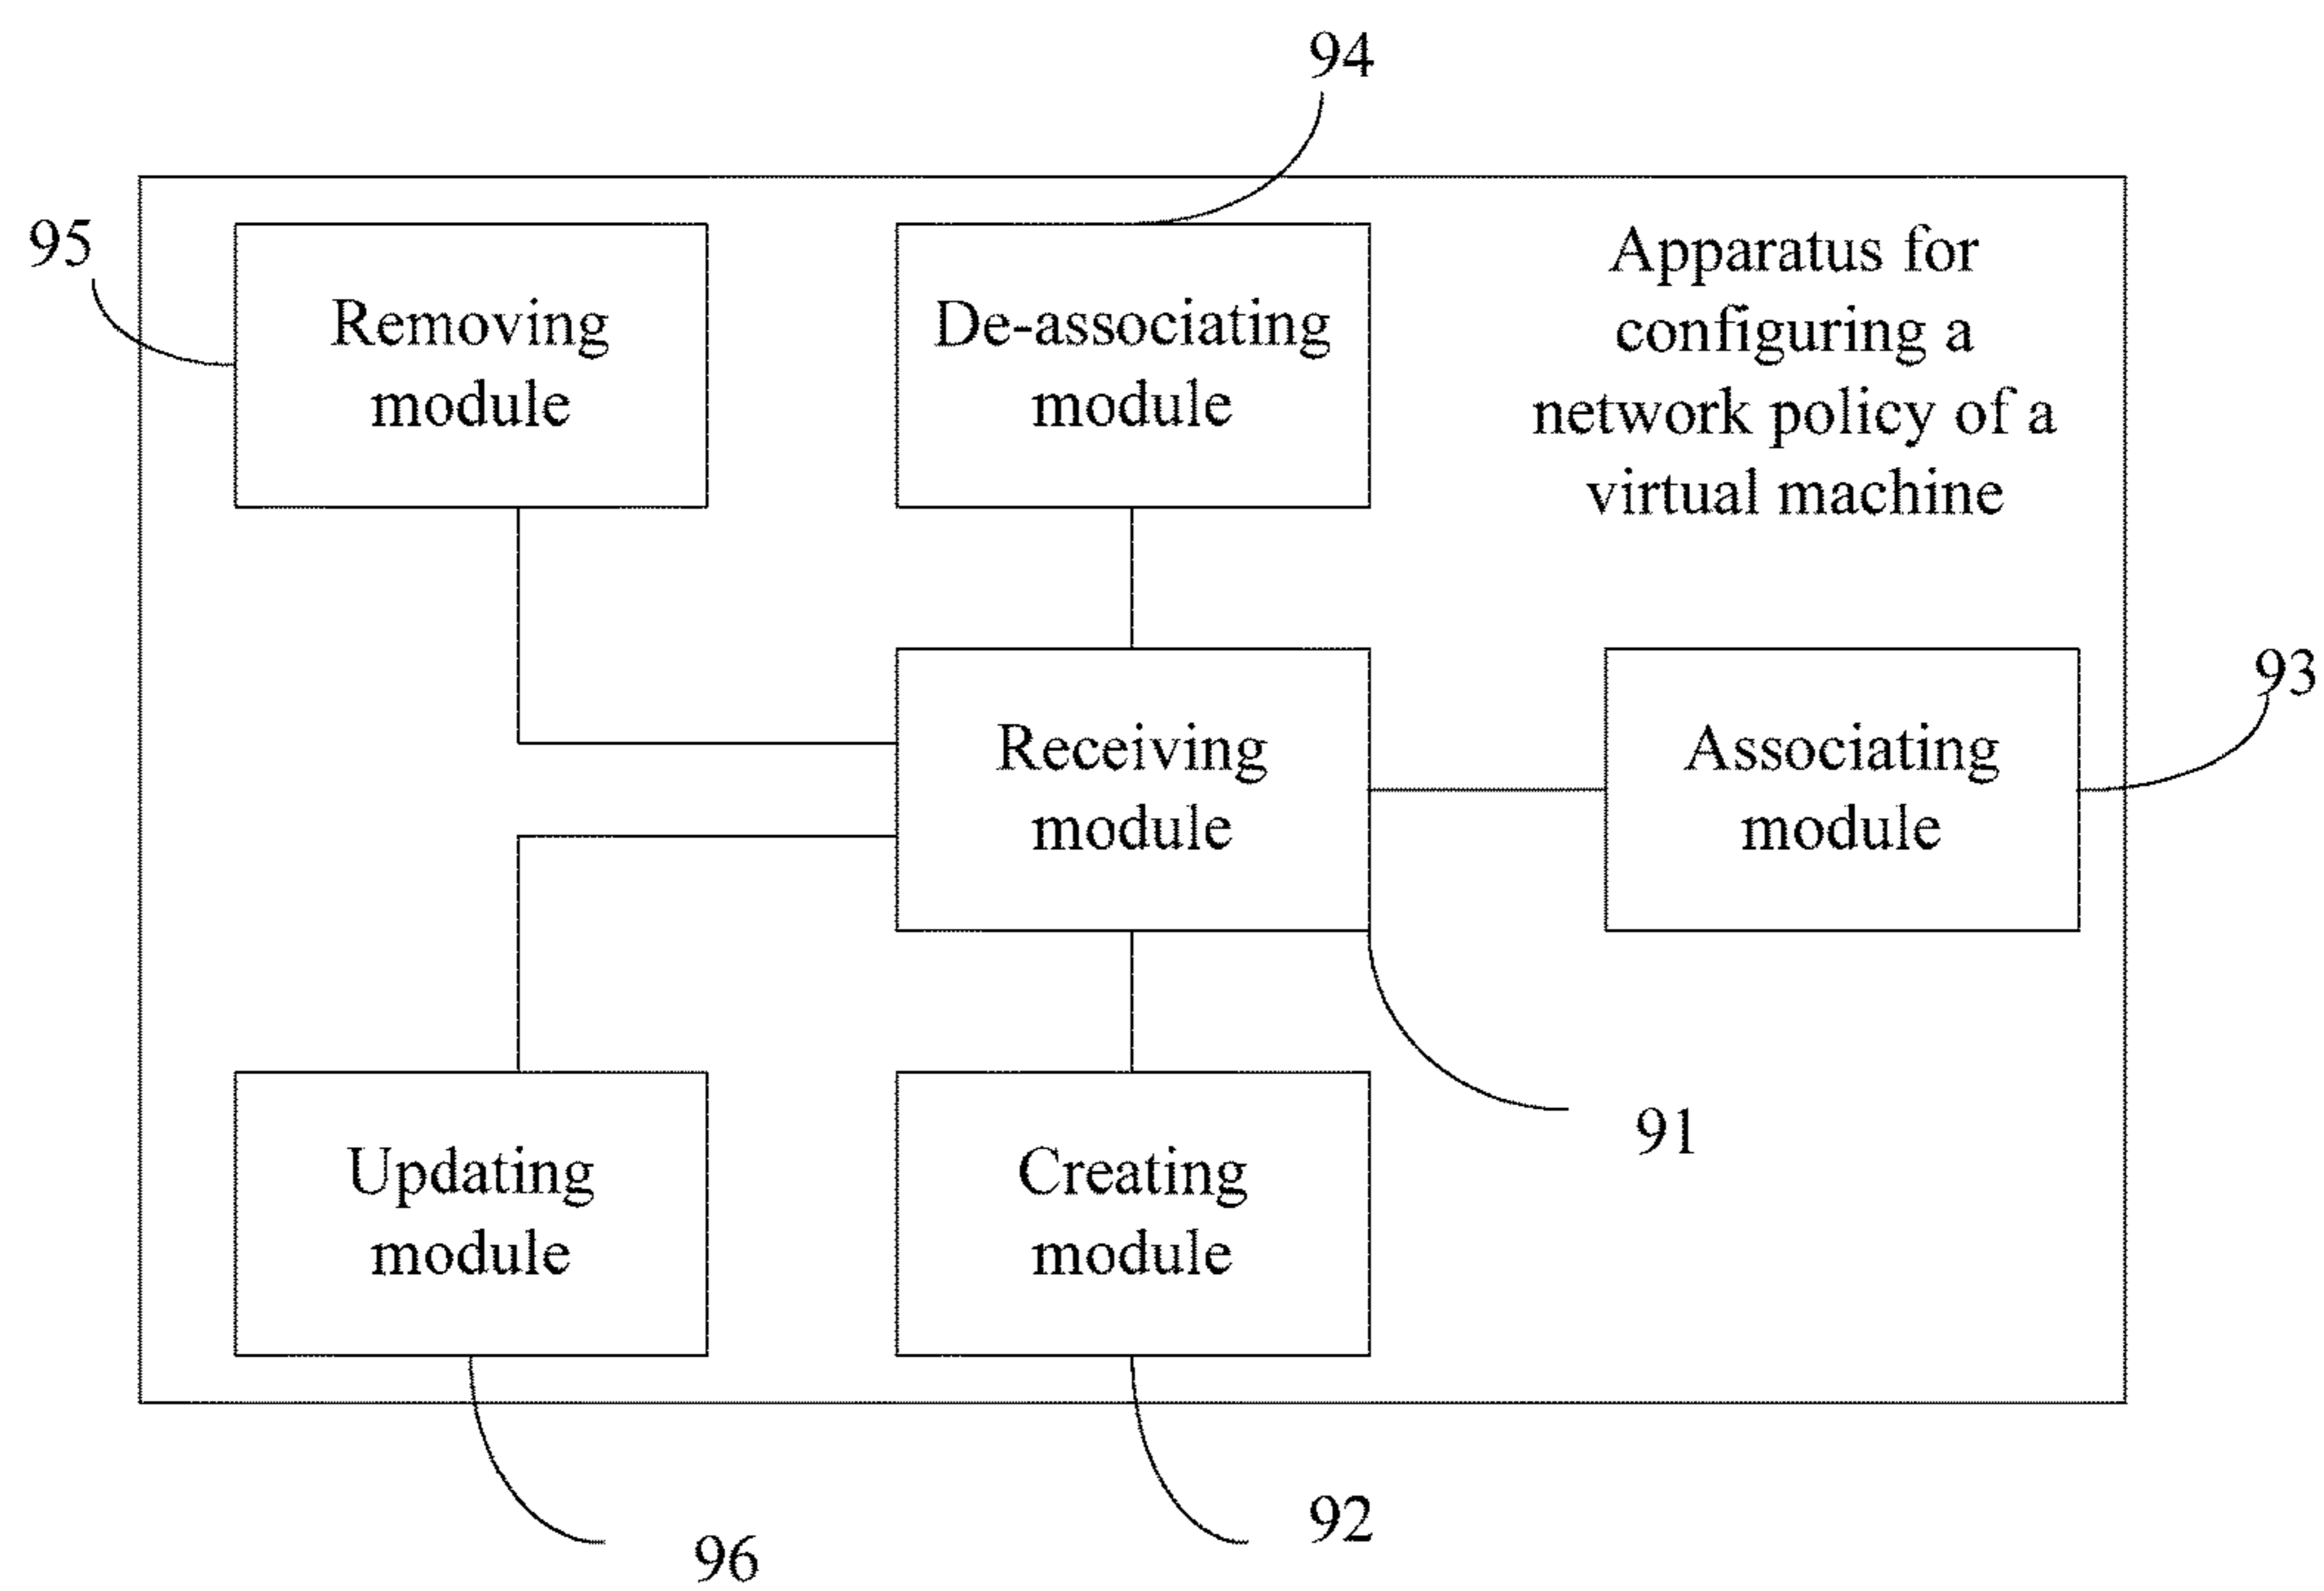 94
95
Removing
module
De-associating
module
Apparatus for
configuring a
network policy of a
virtual machine
93
Receiving
module
Associating
module
91
Updating
module
Creating
module
92
96